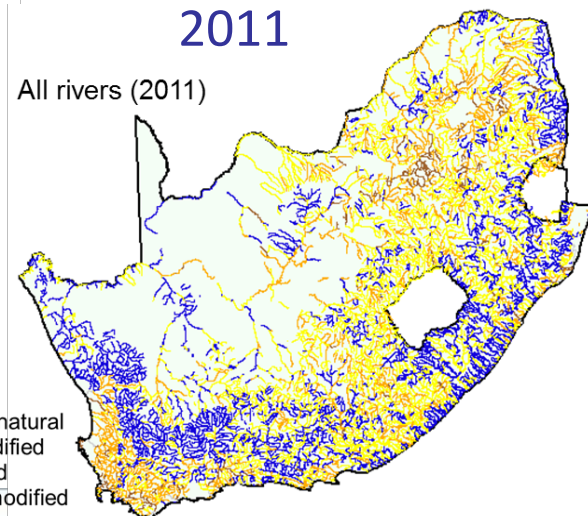 2011
All rivers (2011)
natural
dified
d
nodified